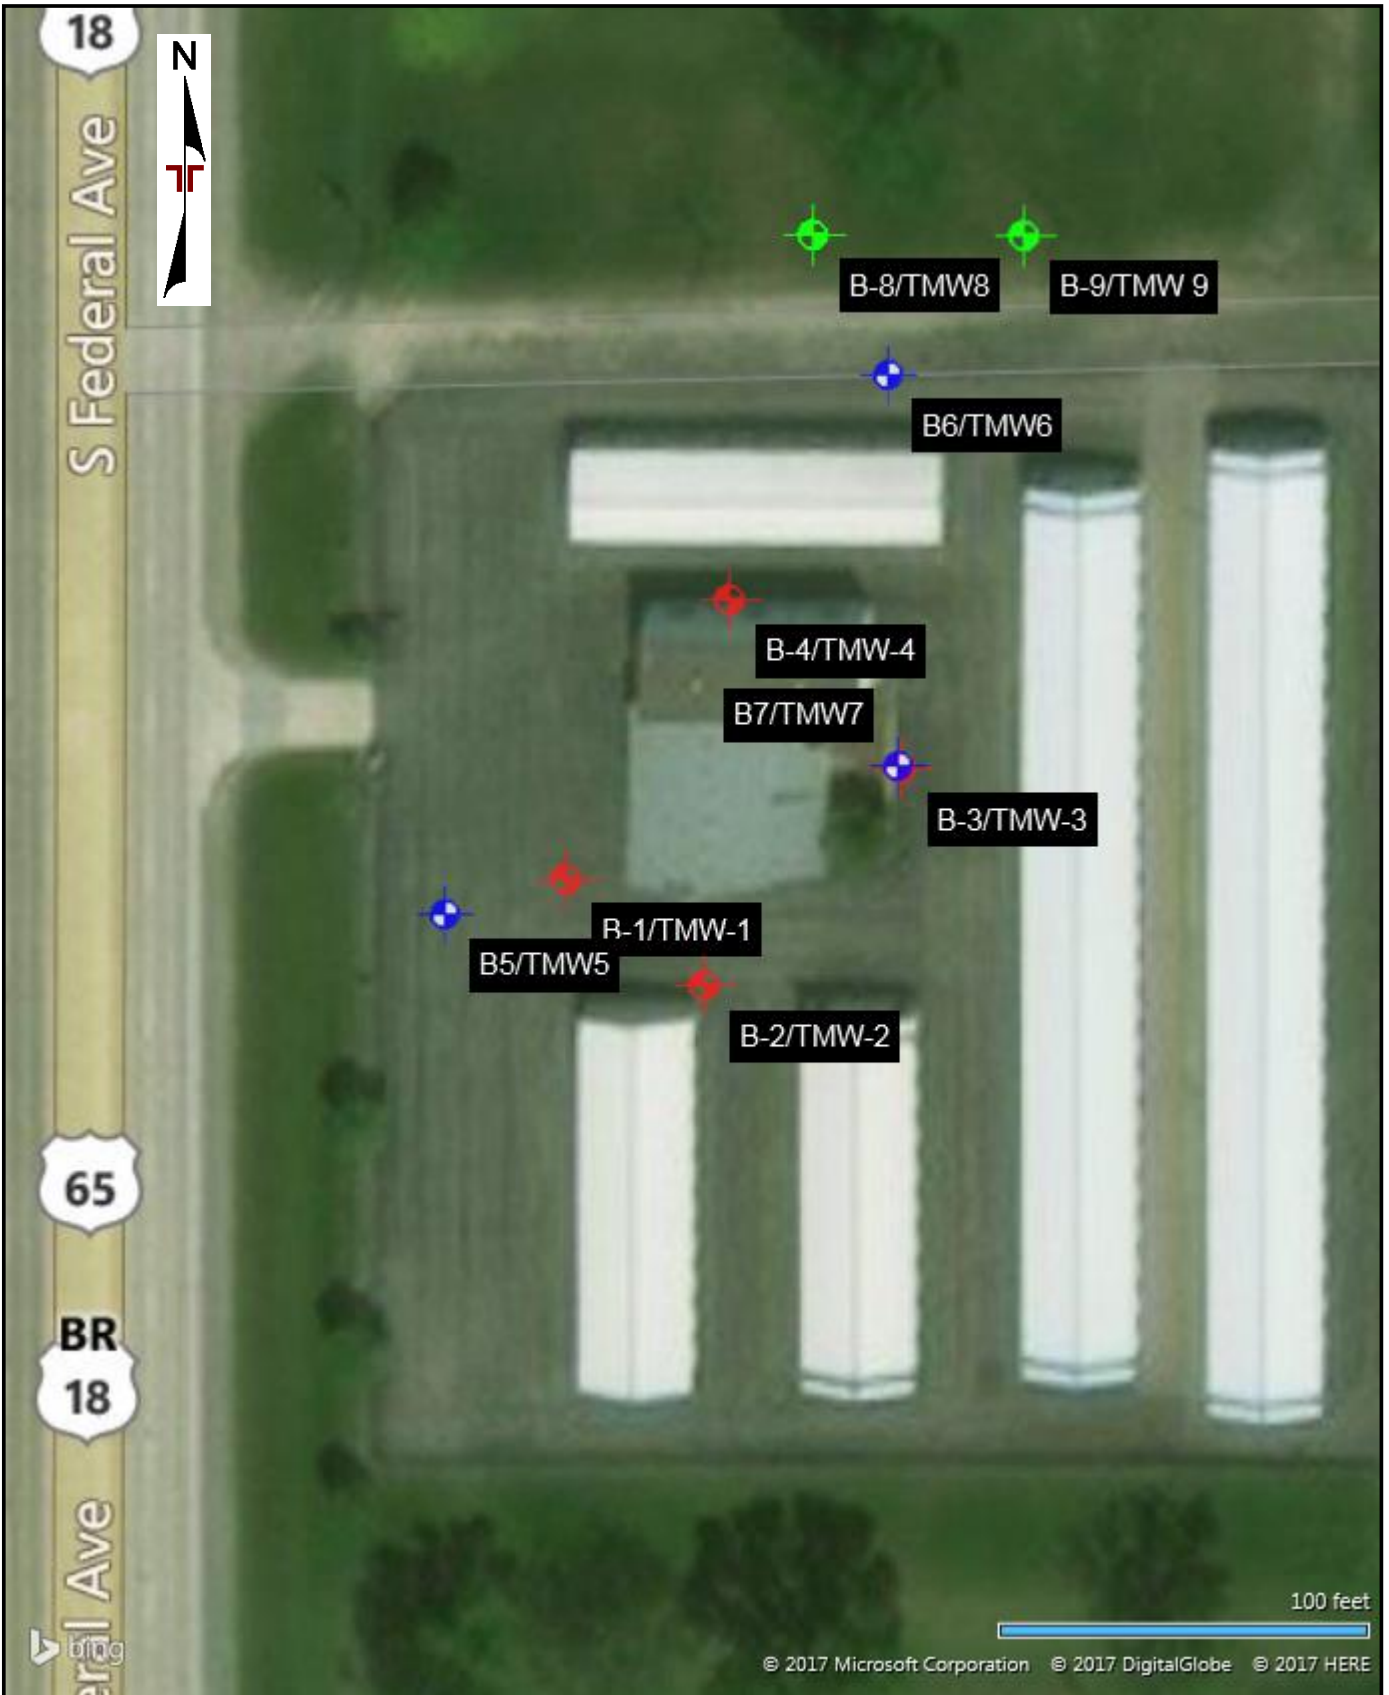 18
N
S Federal Ave
B-8/TMW8
B-9/TMW 9
B6/TMW6
B-4/TMW-4
B7/TMW7
B-3/TMW-3
B-1/TMW-1
B5/TMW5
B-2/TMW-2
65
BR
18
eral Ave
bing
100 feet
© 2017 Microsoft Corporation © 2017 DigitalGlobe © 2017 HERE